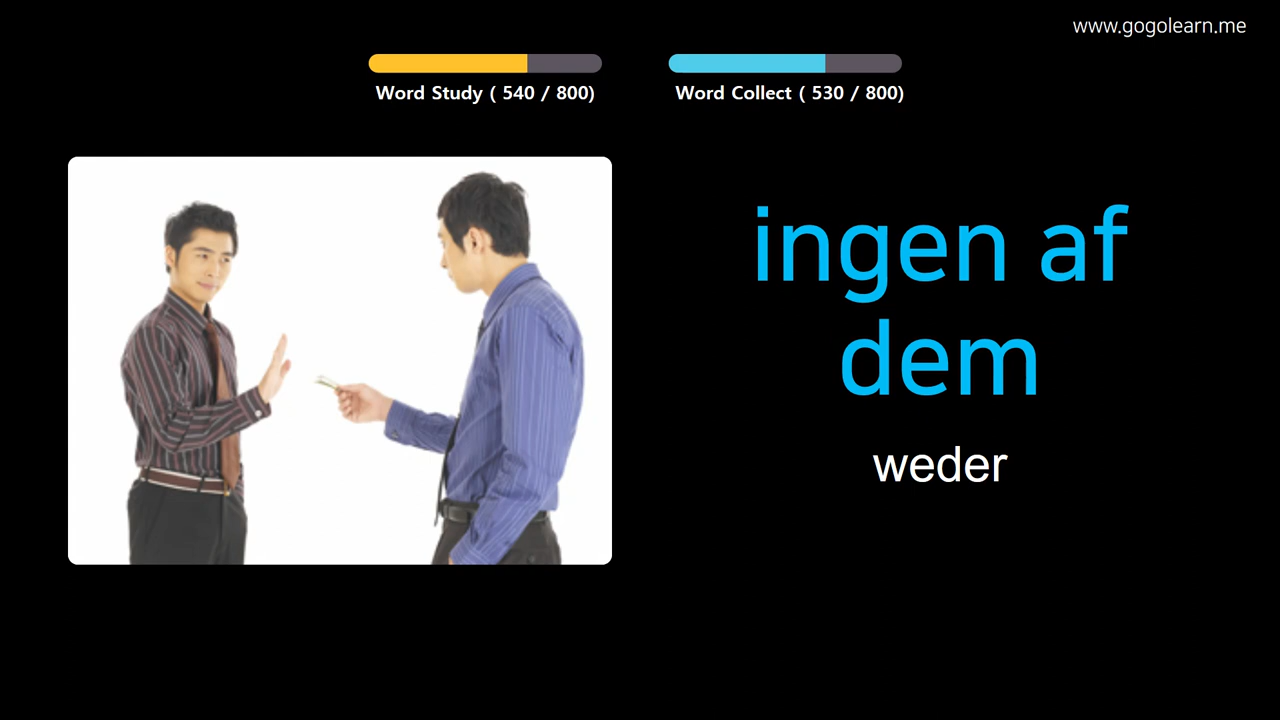 www.gogolearn.me
Word Study ( 540 / 800)
Word Collect ( 530 / 800)
ingen af
dem
weder